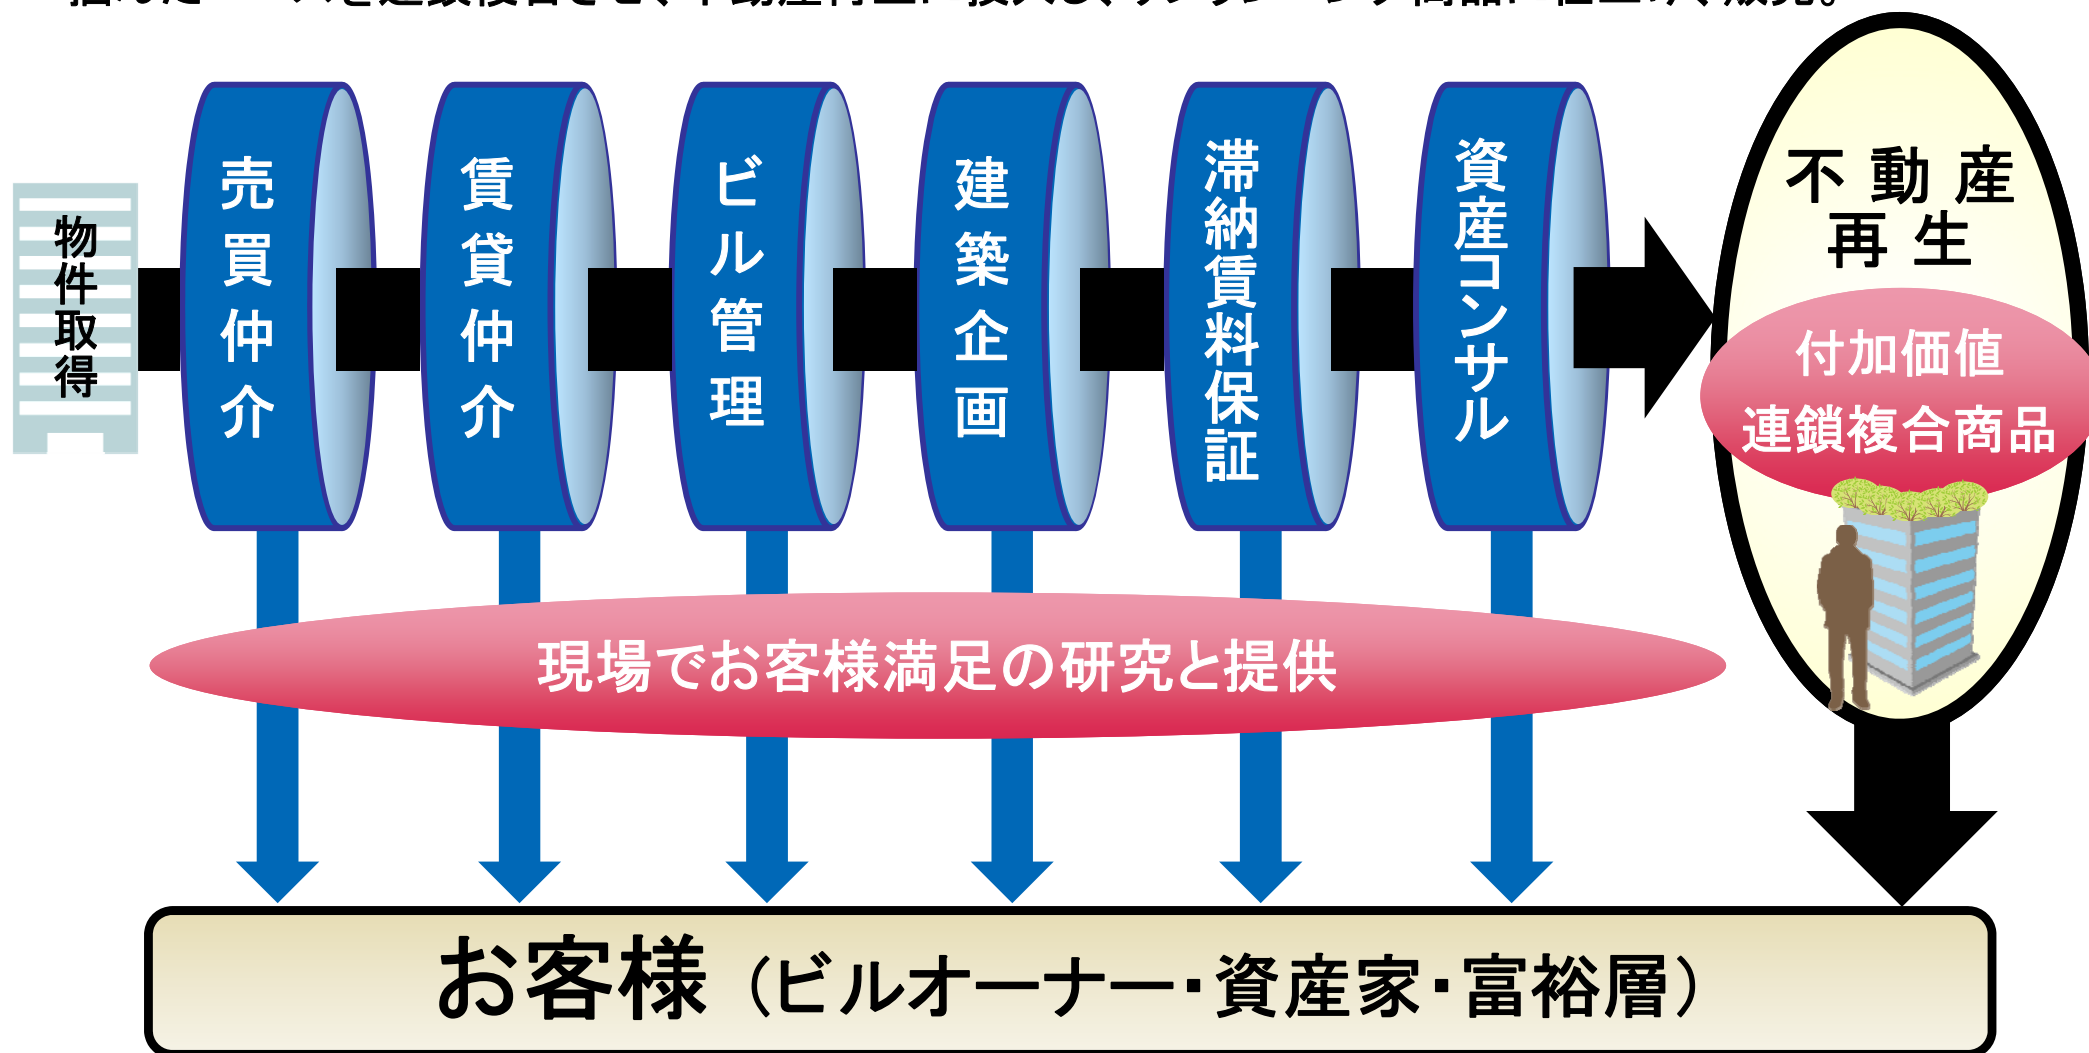 物件取得
売買仲介
賃貸仲介
ビル管理
建築企画
滞納賃料保証
資産コンサル
不動産
再生
付加価値
連鎖複合商品
現場でお客様満足の研究と提供
お客様（ビルオーナー・資産家・富裕層）